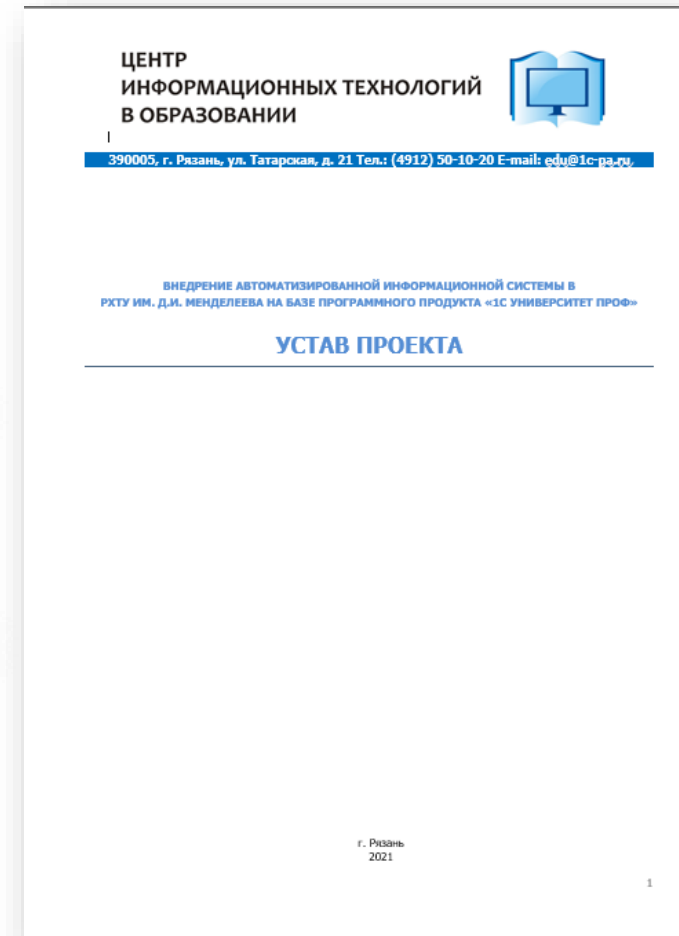 ЦЕНТР
ИНФОРМАЦИОННЫХ ТЕХНОЛОГИЙ
В ОБРАЗОВАНИИ
390005, г. Рязань, ул. Татарская, д. 21 Тел.: (4912) 50-10-20 E-mail: edu@1c-pa.ru
ВНЕДРЕНИЕ АВТОМАТИЗИРОВАННОЙ ИНФОРМАЦИОННОЙ СИСТЕМЫ В
РХТУ ИМ. Д.И. МЕНДЕЛЕЕВА НА БАЗЕ ПРОГРАММНОГО ПРОДУКТА «1С УНИВЕРСИТЕТ ПРОФ»
УСТАВ ПРОЕКТА
г. Рязань
2021
1